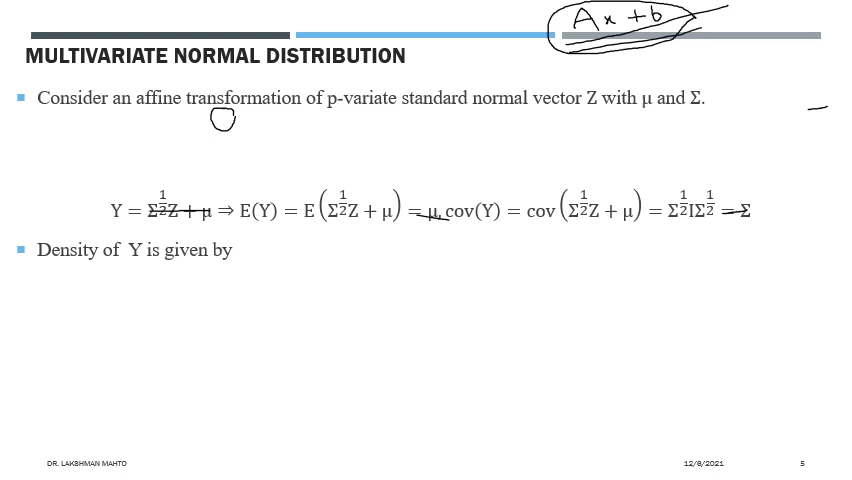 Ax+b
MULTIVARIATE NORMAL DISTRIBUTION
Consider an affine transformation of p-variate standard normal vector Z with μ and Σ.
Y = Σ^{1/2}Z + μ ⇒ E(Y) = E(Σ^{1/2}Z + μ) = μ, cov(Y) = cov(Σ^{1/2}Z + μ) = Σ^{1/2}IΣ^{1/2} = Σ
Density of Y is given by
DR. LAKSHMAN MAHTO 12/8/2021 5